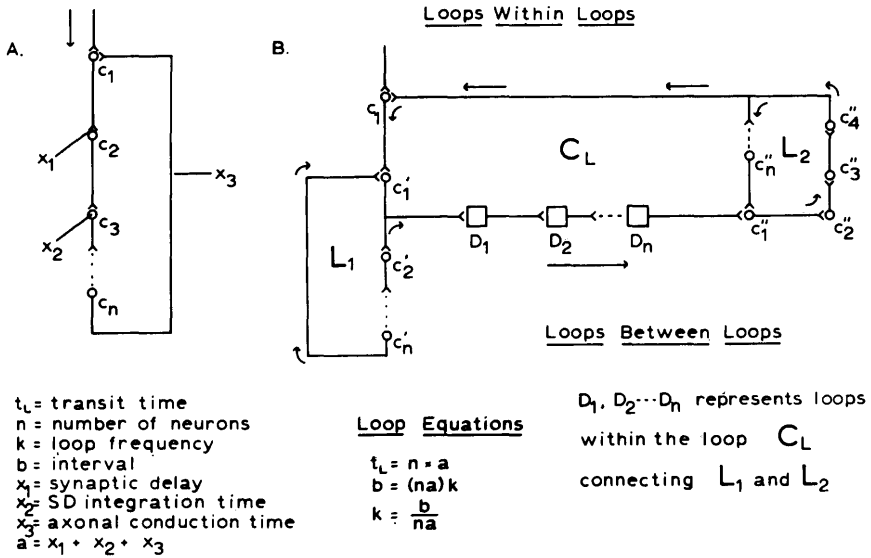 Loops Within Loops
A.
B.
c1
c2
c3
cn
x1
x2
x3
c1
c1'
c2'
cn'
L1
CL
D1
D2
Dn
L2
c1''
c2''
c3''
c4''
cn''
Loops Between Loops
tL = transit time
n = number of neurons
k = loop frequency
b = interval
x1 = synaptic delay
x2 = SD integration time
x3 = axonal conduction time
a = x1 + x2 + x3
Loop Equations
tL = n · a
b = (na)k
k = b/na
D1, D2---Dn represents loops
within the loop CL
connecting L1 and L2